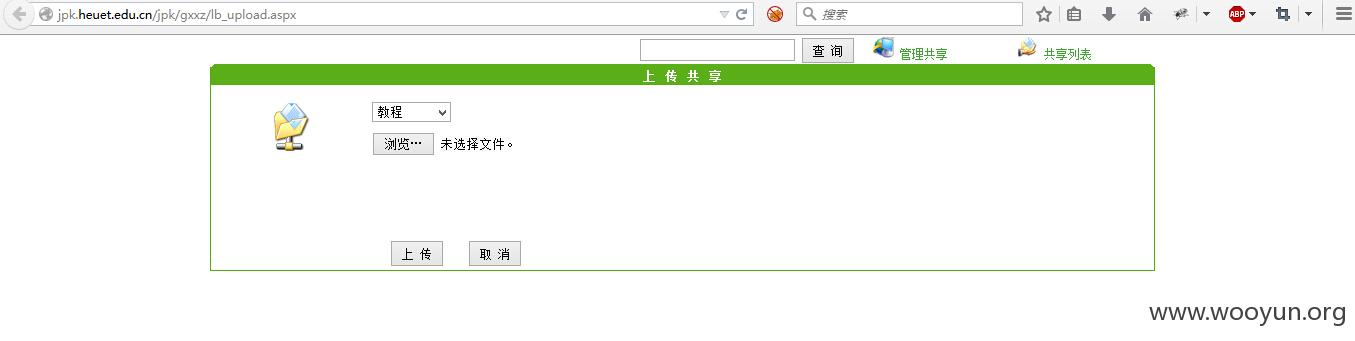 jpk.heuet.edu.cn/jpk/gxxz/lb_upload.aspx
搜索
ABP
查 询
管理共享
共享列表
上 传 共 享
教程
浏览… 未选择文件。
上 传
取 消
www.wooyun.org